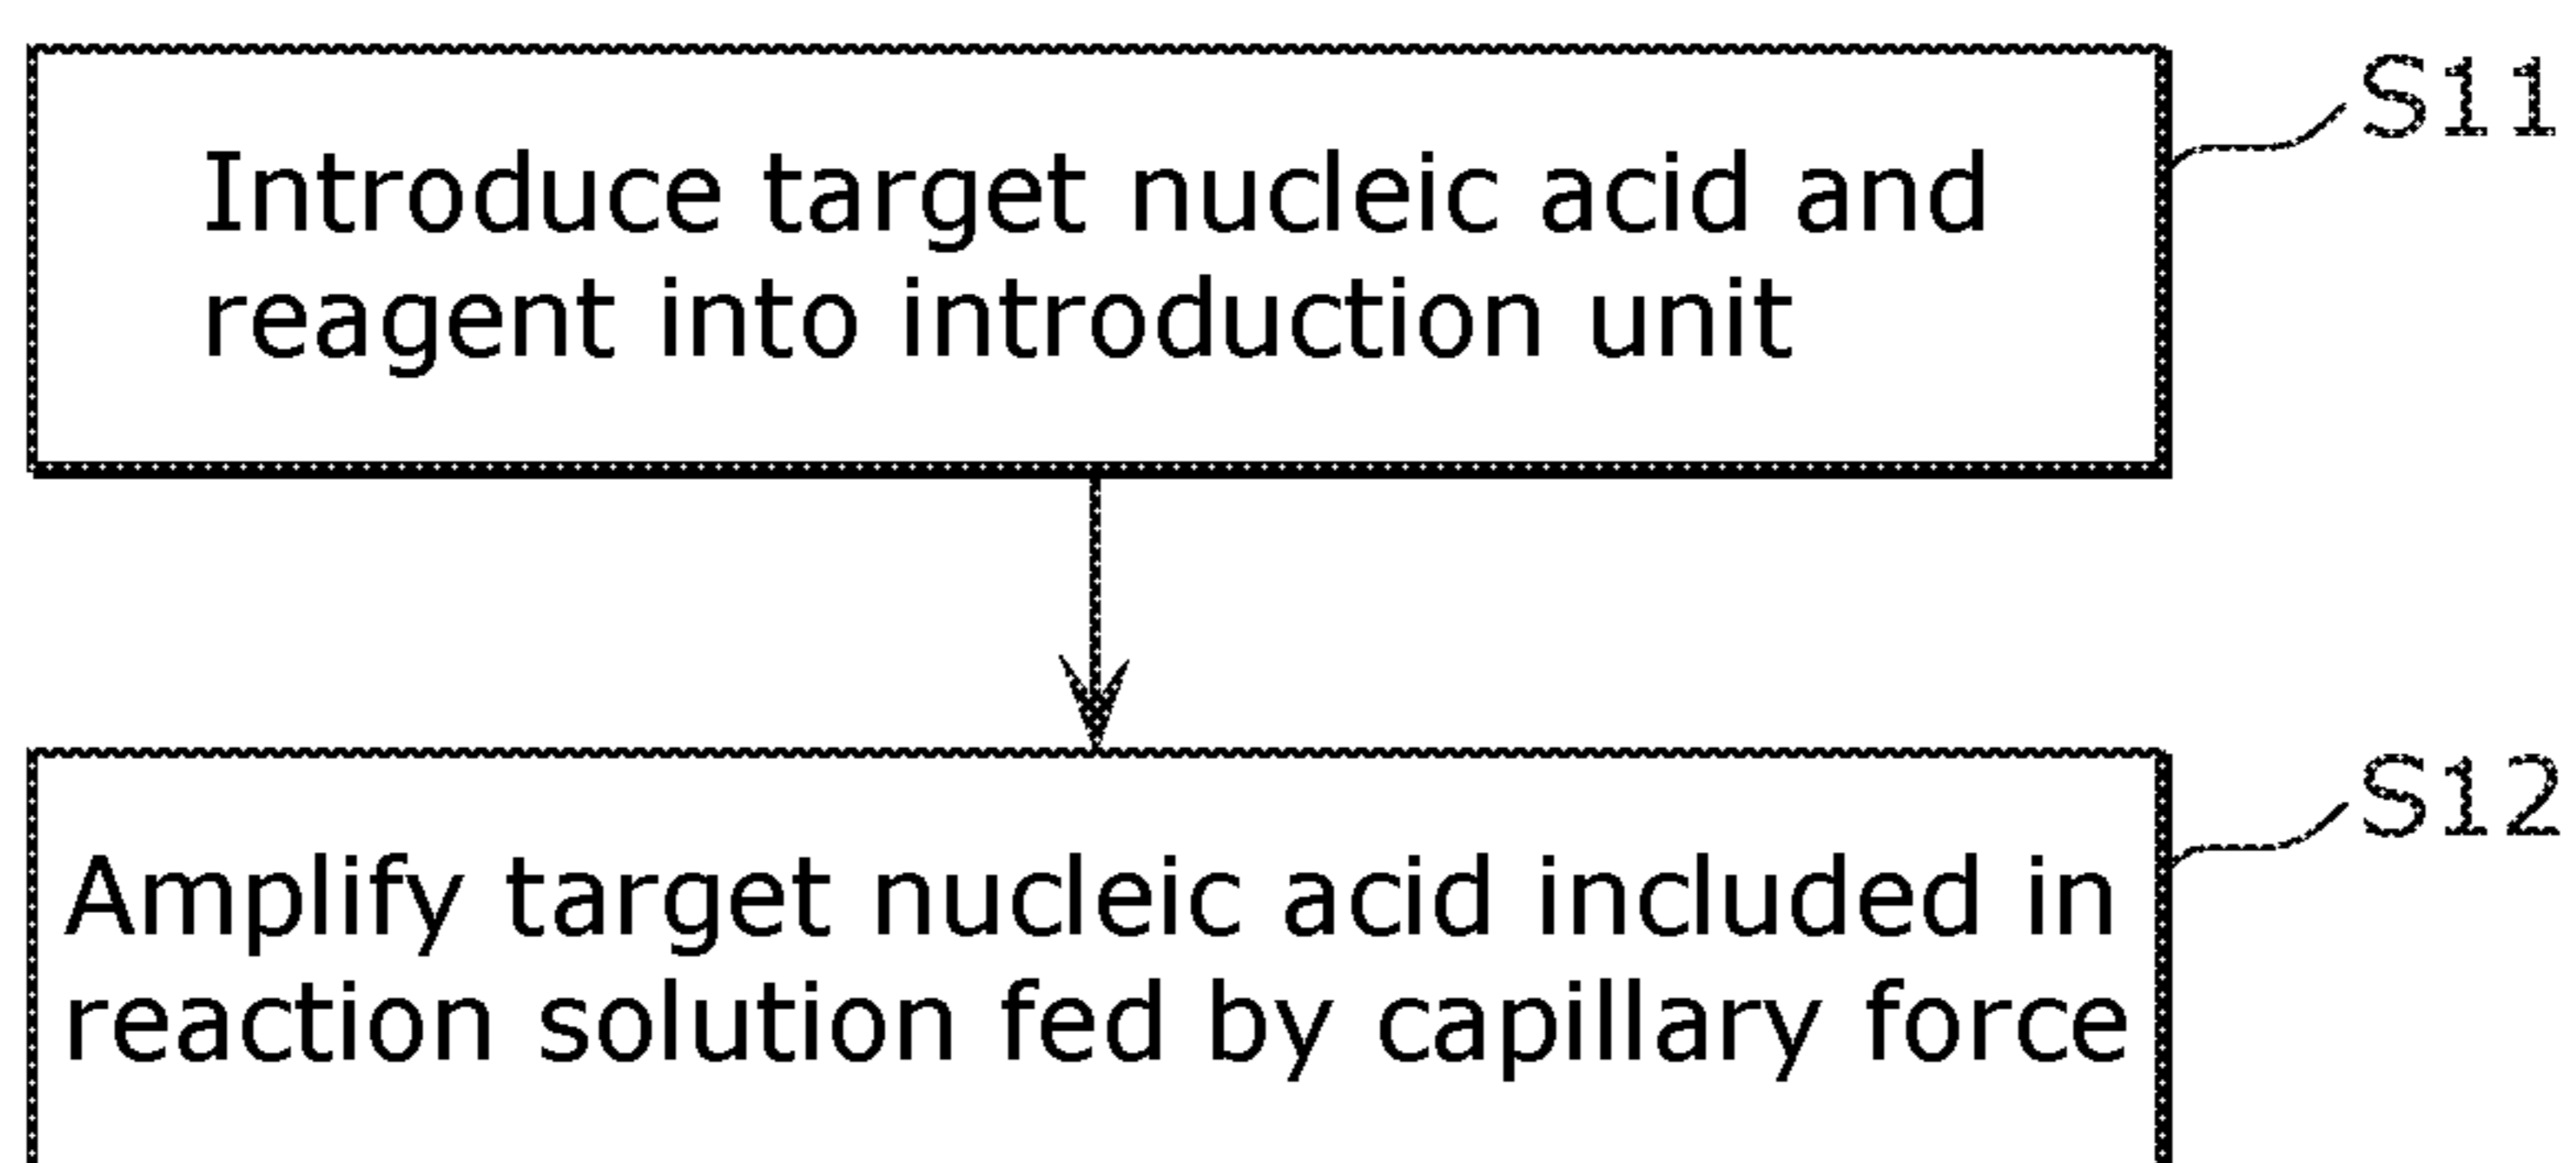 S11
Introduce target nucleic acid and
reagent into introduction unit
S12
Amplify target nucleic acid included in
reaction solution fed by capillary force